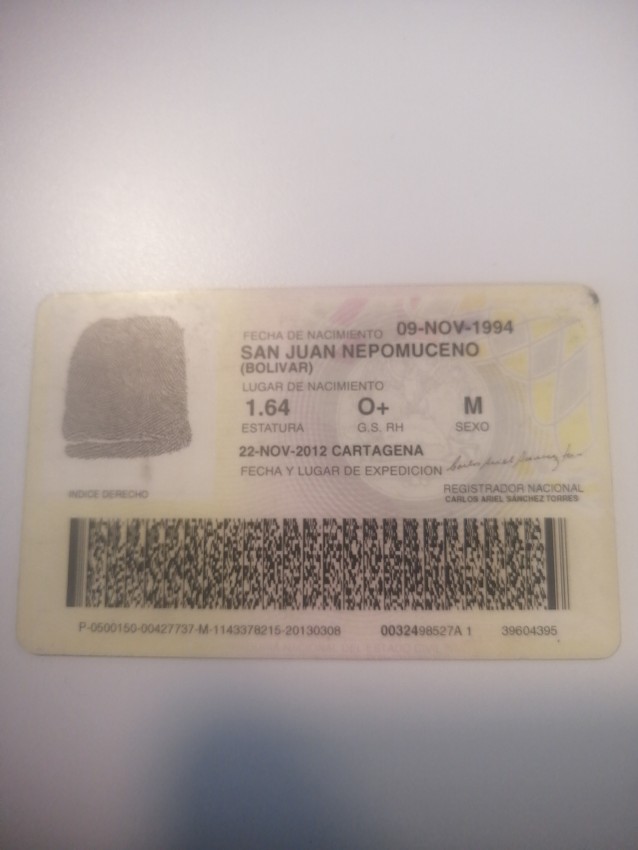 FECHA DE NACIMIENTO 09-NOV-1994
SAN JUAN NEPOMUCENO
(BOLIVAR)
LUGAR DE NACIMIENTO
1.64 O+ M
ESTATURA G.S. RH SEXO
22-NOV-2012 CARTAGENA
FECHA Y LUGAR DE EXPEDICION
INDICE DERECHO
REGISTRADOR NACIONAL
CARLOS ARIEL SÁNCHEZ TORRES
P-0500150-00427737-M-1143378215-20130308 0032498527A 1 39604395